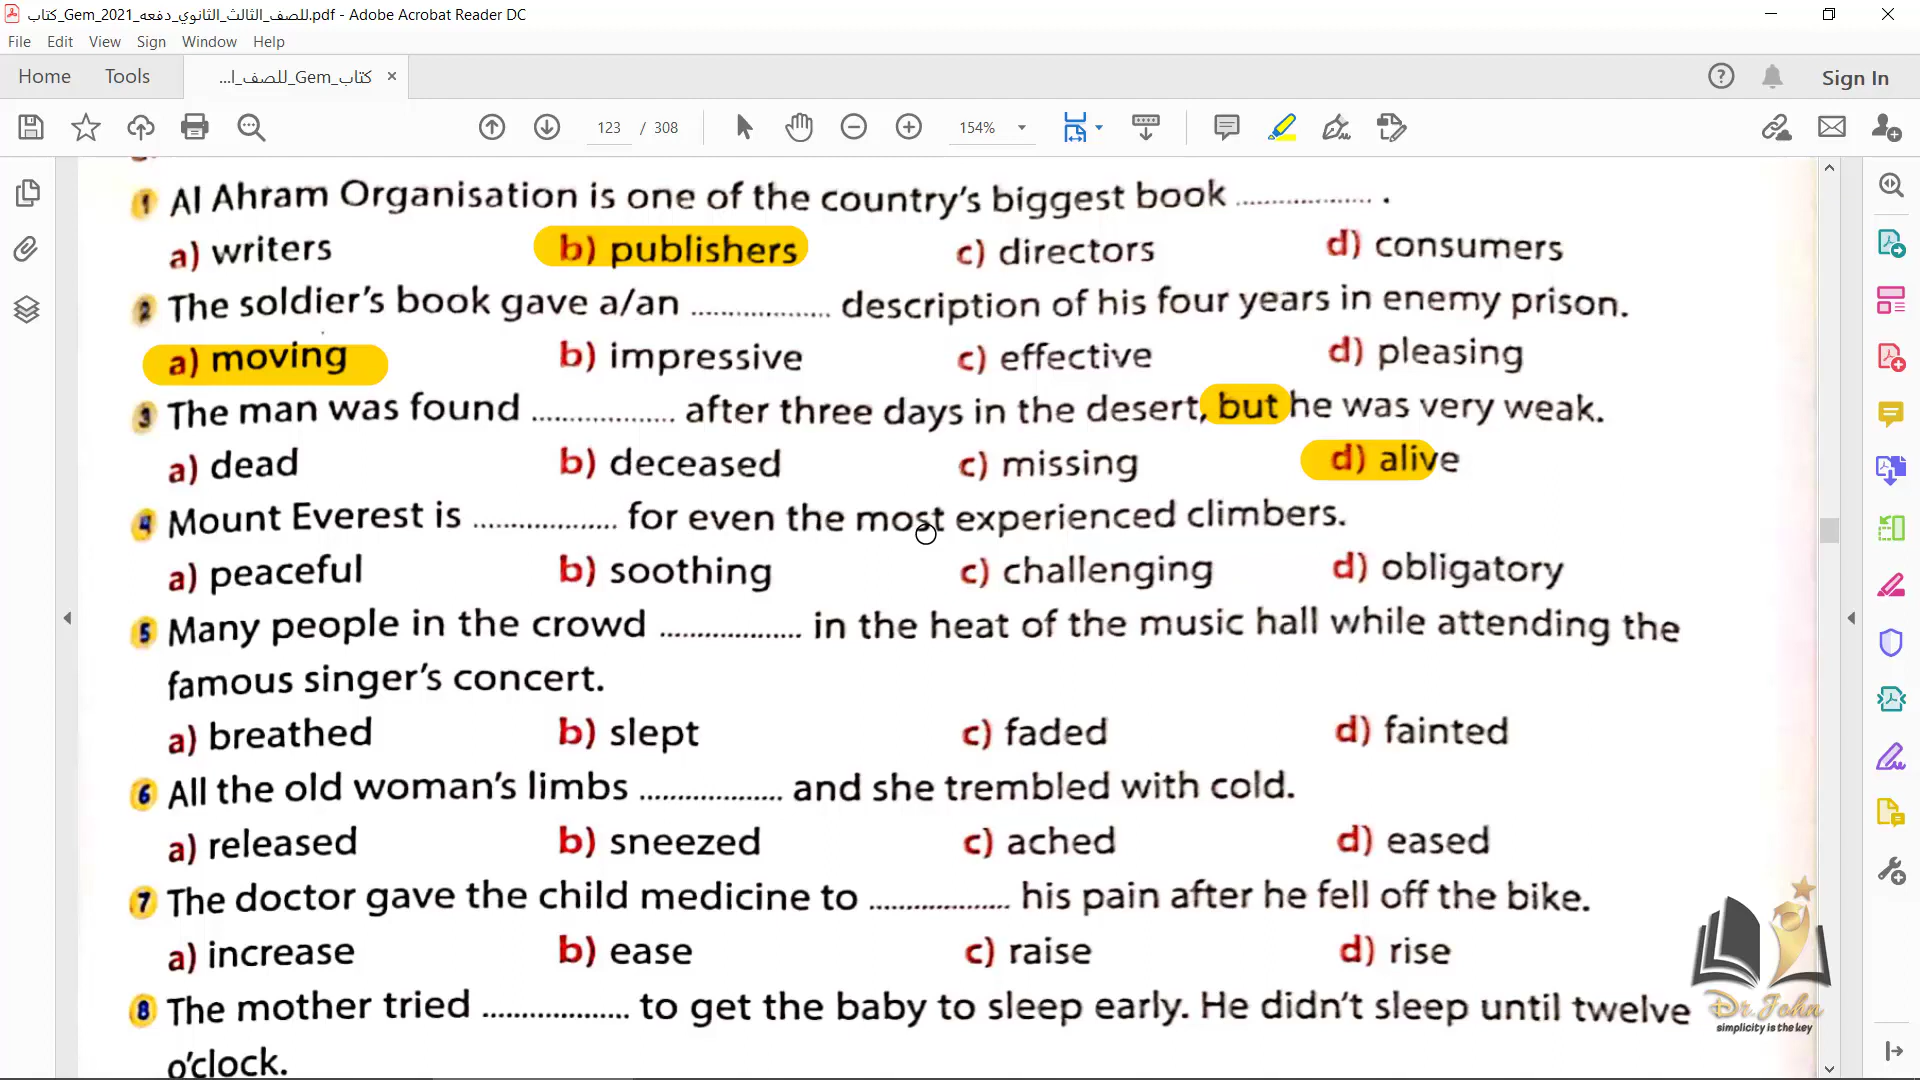 كتاب_Gem_للصف_الثالث_الثانوي_دفعه_2021.pdf - Adobe Acrobat Reader DC
File Edit View Sign Window Help
Home Tools كتاب_Gem_للصف_ا... × Sign In
123 / 308 154%
1 Al Ahram Organisation is one of the country's biggest book .................. .
a) writers b) publishers c) directors d) consumers
2 The soldier's book gave a/an .................. description of his four years in enemy prison.
a) moving b) impressive c) effective d) pleasing
3 The man was found .................. after three days in the desert, but he was very weak.
a) dead b) deceased c) missing d) alive
4 Mount Everest is .................. for even the most experienced climbers.
a) peaceful b) soothing c) challenging d) obligatory
5 Many people in the crowd .................. in the heat of the music hall while attending the
famous singer's concert.
a) breathed b) slept c) faded d) fainted
6 All the old woman's limbs .................. and she trembled with cold.
a) released b) sneezed c) ached d) eased
7 The doctor gave the child medicine to .................. his pain after he fell off the bike.
a) increase b) ease c) raise d) rise
8 The mother tried .................. to get the baby to sleep early. He didn't sleep until twelve
o'clock.
Dr. John
simplicity is the key